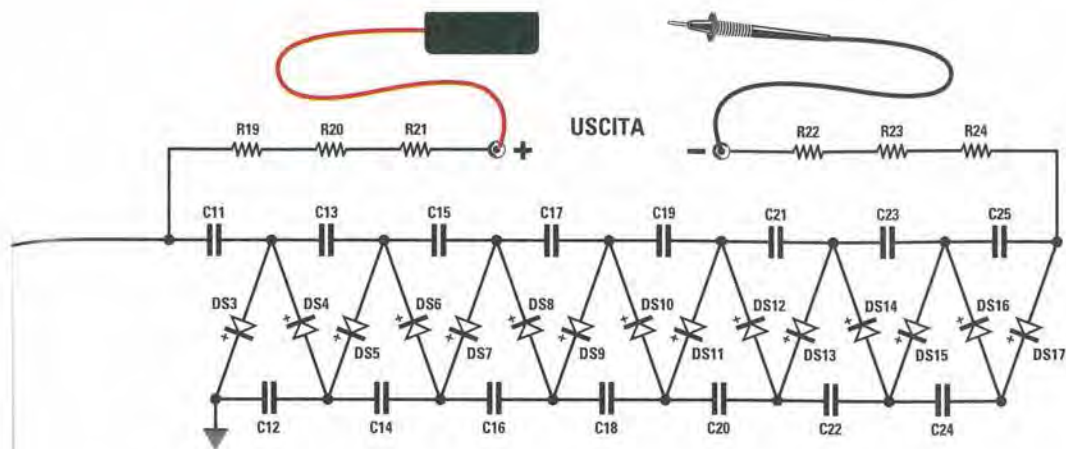 USCITA
R19 R20 R21 + - R22 R23 R24
C11 C13 C15 C17 C19 C21 C23 C25
DS3 DS4 DS6 DS8 DS10 DS12 DS14 DS16
DS5 DS7 DS9 DS11 DS13 DS15 DS17
C12 C14 C16 C18 C20 C22 C24